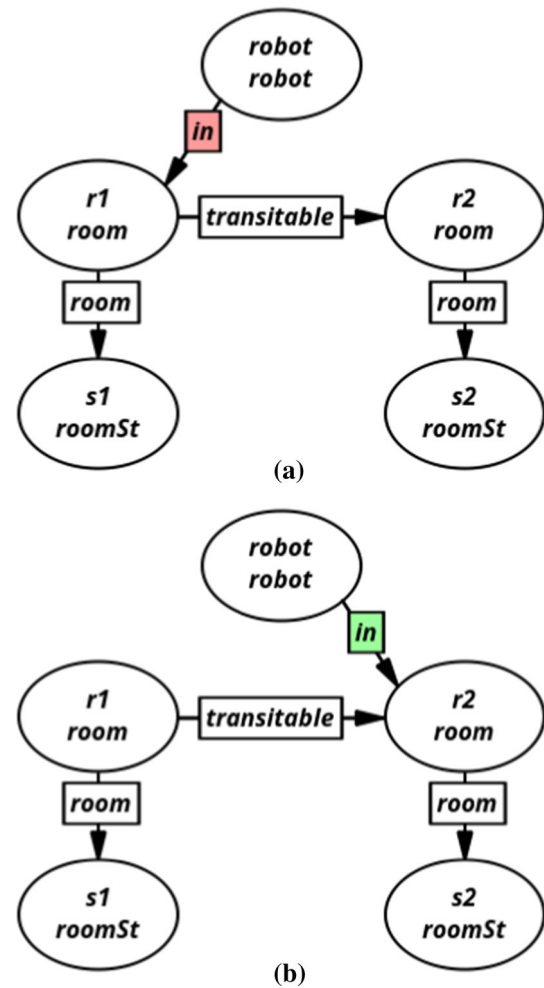 robot
robot
in
r1
room
transitable
r2
room
room
room
s1
roomSt
s2
roomSt
(a)
robot
robot
in
r1
room
transitable
r2
room
room
room
s1
roomSt
s2
roomSt
(b)